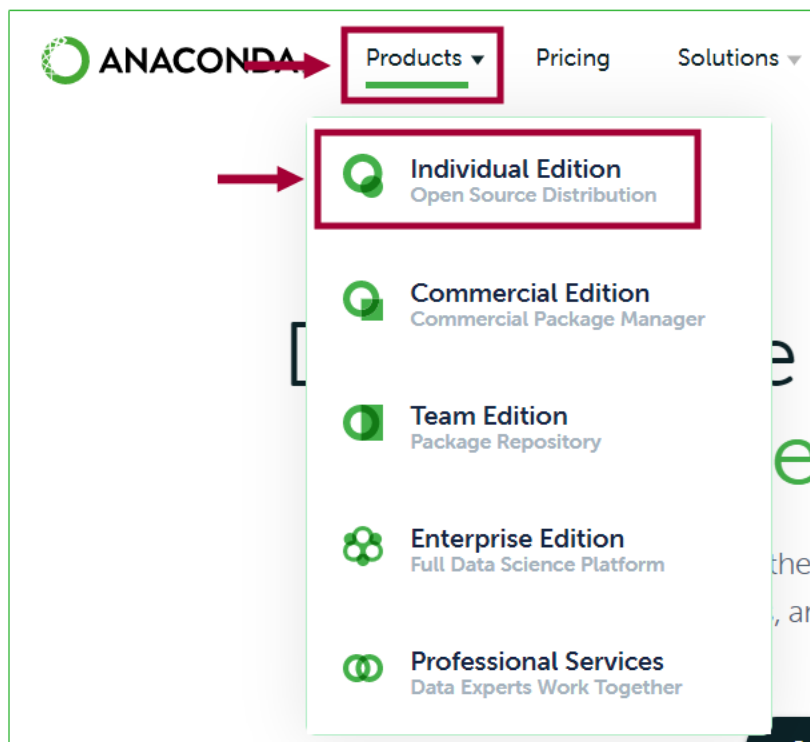 ANACONDA Products Pricing Solutions
Individual Edition
Open Source Distribution
Commercial Edition
Commercial Package Manager
Team Edition
Package Repository
Enterprise Edition
Full Data Science Platform
Professional Services
Data Experts Work Together